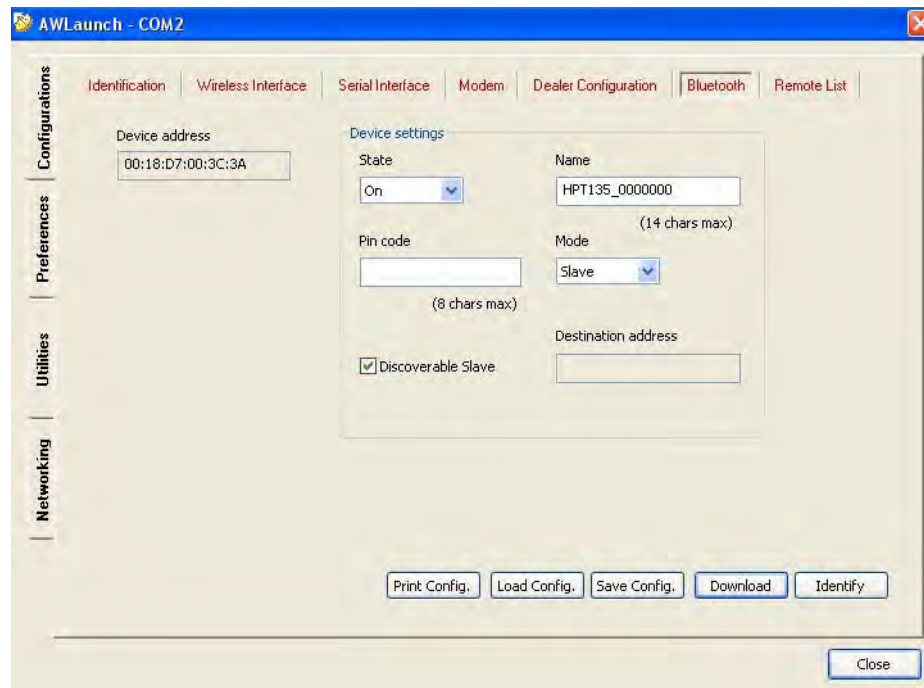 AWLaunch - COM2
Configurations
Preferences
Utilities
Networking
Identification Wireless Interface Serial Interface Modem Dealer Configuration Bluetooth Remote List
Device address
00:18:D7:00:3C:3A
Device settings
State
On
Name
HPT135_0000000
(14 chars max)
Pin code
(8 chars max)
Mode
Slave
Discoverable Slave
Destination address
Print Config. Load Config. Save Config. Download Identify
Close